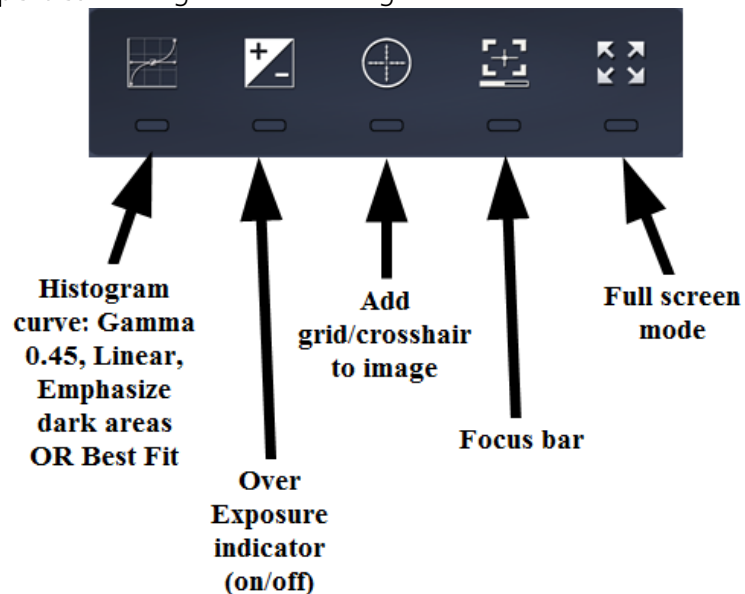 Histogram
curve: Gamma
0.45, Linear,
Emphasize
dark areas
OR Best Fit
Over
Exposure
indicator
(on/off)
Add
grid/crosshair
to image
Focus bar
Full screen
mode